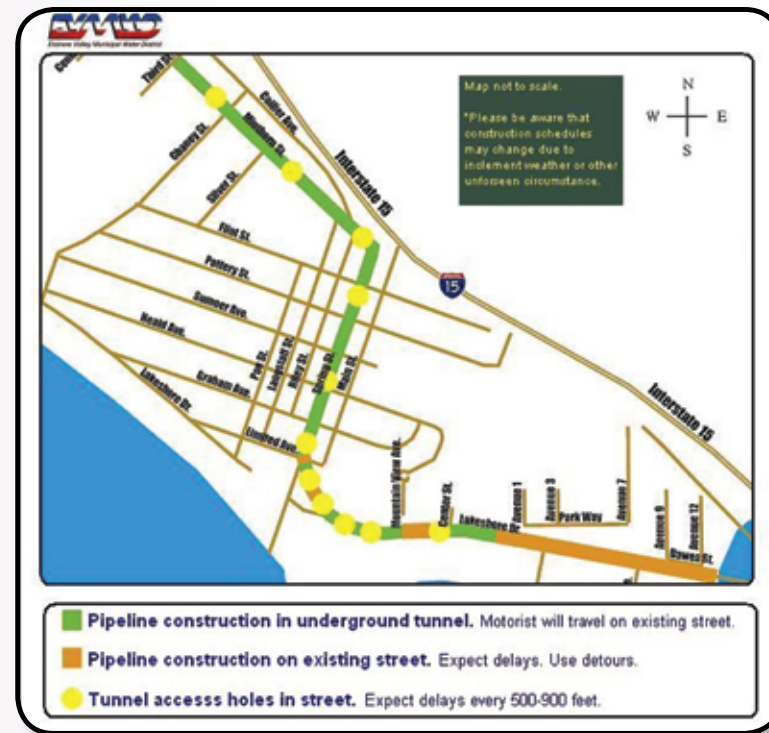 EVMWD
Elsinore Valley Municipal Water District
Third St.
Collier Ave.
Minthorn St.
Chaney St.
Silver St.
Interstate 15
Map not to scale.
*Please be aware that
construction schedules
may change due to
inclement weather or other
unforseen circumstance.
N
W
E
S
15
Flint St.
Pottery St.
Sumner Ave.
Heald Ave.
Graham Ave.
Lakeshore Dr.
Limited Ave.
Poe St.
Langstaff St.
Riley St.
Spring St.
Main St.
Interstate 15
Mountain View Ave.
Center St.
Lakeshore Dr
Avenue 1
Avenue 3
Park Way
Avenue 7
Avenue 9
Avenue 12
Pipeline construction in underground tunnel. Motorist will travel on existing street.
Pipeline construction on existing street. Expect delays. Use detours.
Tunnel accesss holes in street. Expect delays every 500-900 feet.